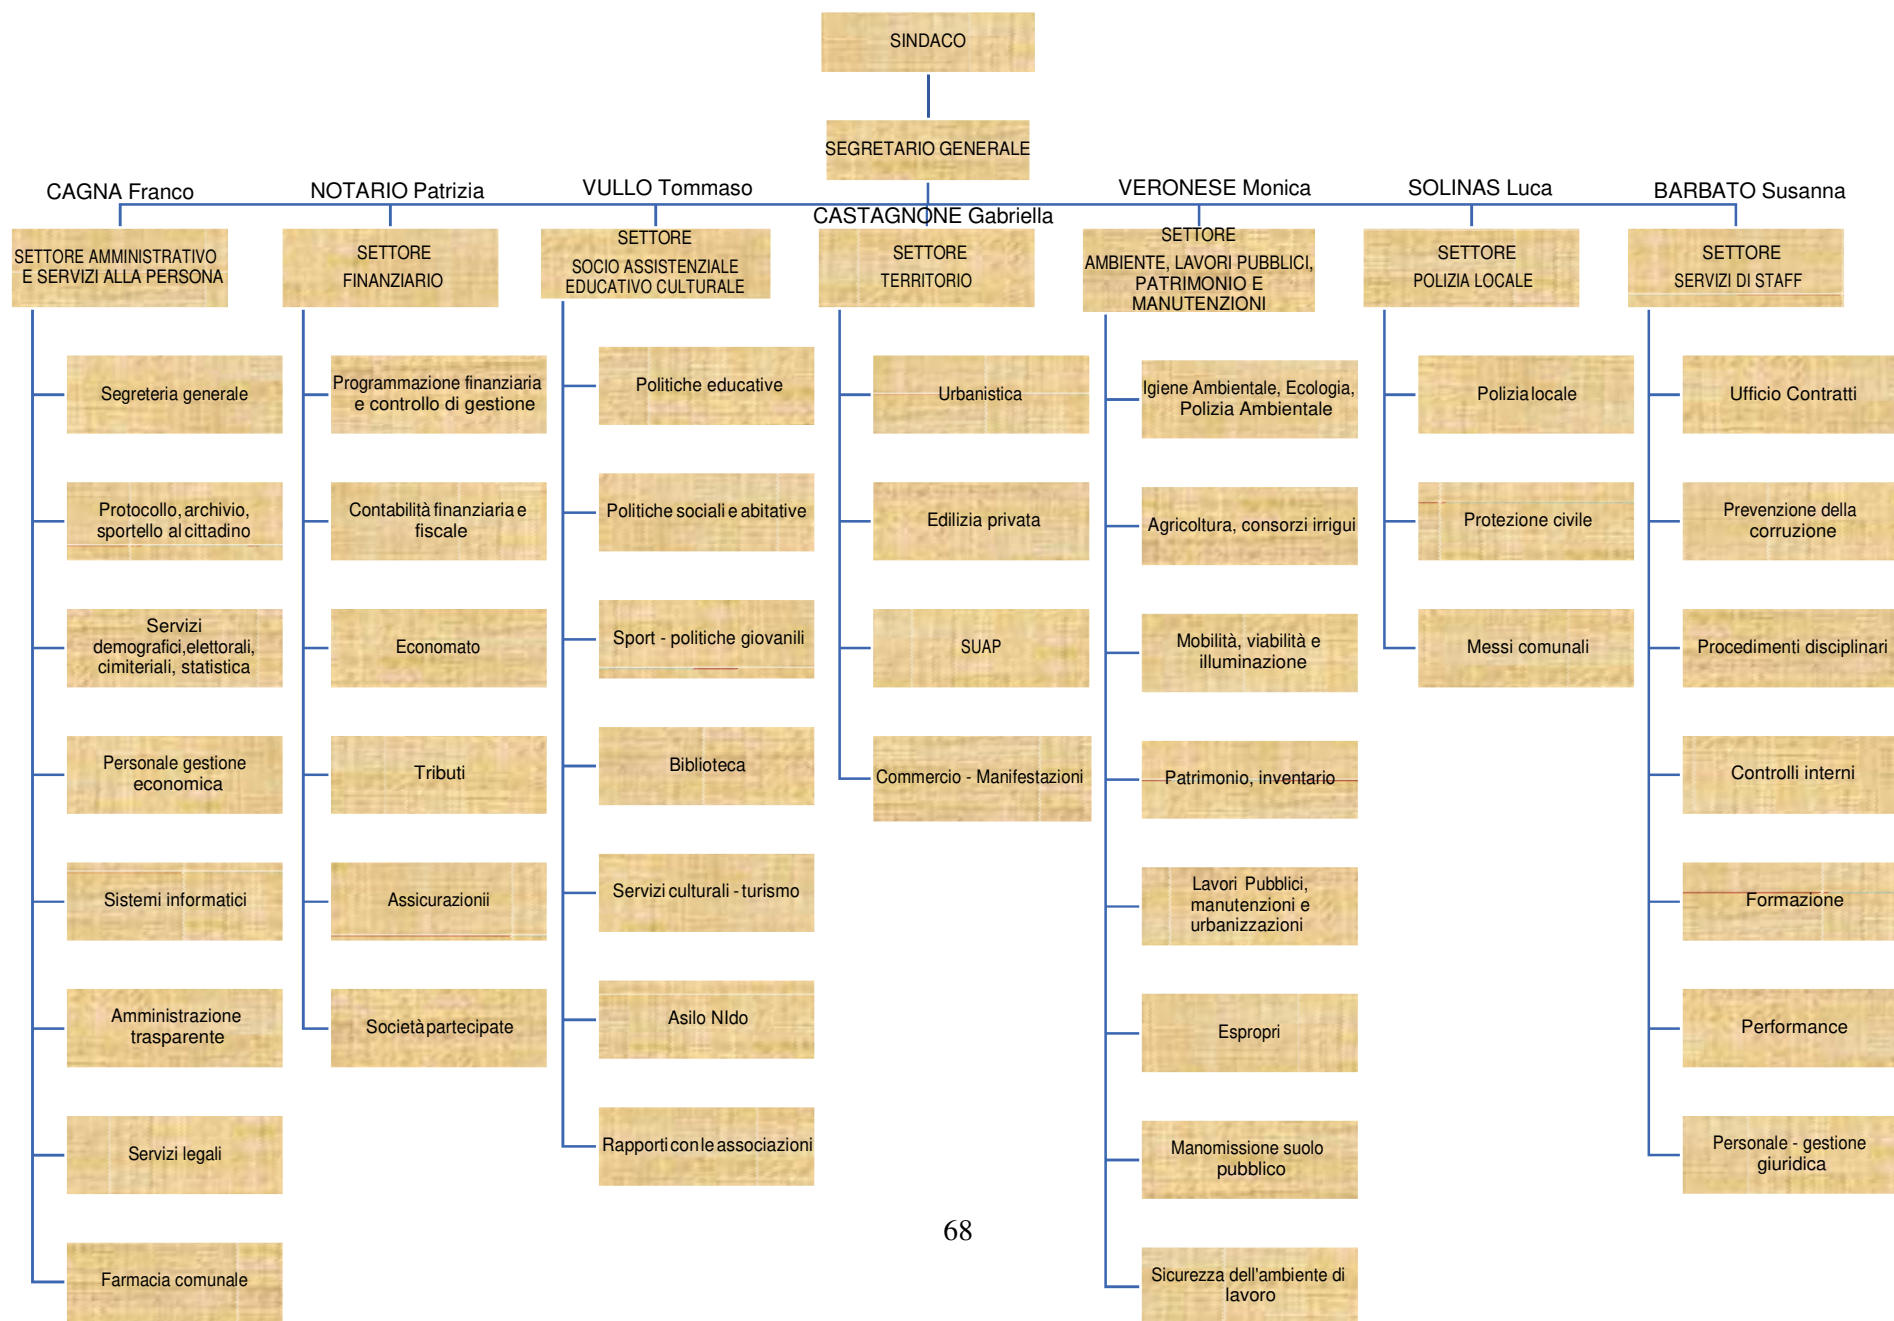 SINDACO
SEGRETARIO GENERALE
CAGNA Franco
SETTORE AMMINISTRATIVO
E SERVIZI ALLA PERSONA
Segreteria generale
Protocollo, archivio,
sportello al cittadino
Servizi
demografici,elettorali,
cimiteriali, statistica
Personale gestione
economica
Sistemi informatici
Amministrazione
trasparente
Servizi legali
Farmacia comunale
NOTARIO Patrizia
SETTORE
FINANZIARIO
Programmazione finanziaria
e controllo di gestione
Contabilità finanziaria e
fiscale
Economato
Tributi
Assicurazionii
Società partecipate
VULLO Tommaso
SETTORE
SOCIO ASSISTENZIALE
EDUCATIVO CULTURALE
Politiche educative
Politiche sociali e abitative
Sport - politiche giovanili
Biblioteca
Servizi culturali - turismo
Asilo NIdo
Rapporti con le associazioni
CASTAGNONE Gabriella
SETTORE
TERRITORIO
Urbanistica
Edilizia privata
SUAP
Commercio - Manifestazioni
VERONESE Monica
SETTORE
AMBIENTE, LAVORI PUBBLICI,
PATRIMONIO E
MANUTENZIONI
Igiene Ambientale, Ecologia,
Polizia Ambientale
Agricoltura, consorzi irrigui
Mobilità, viabilità e
illuminazione
Patrimonio, inventario
Lavori Pubblici,
manutenzioni e
urbanizzazioni
Espropri
Manomissione suolo
pubblico
Sicurezza dell'ambiente di
lavoro
SOLINAS Luca
SETTORE
POLIZIA LOCALE
Polizia locale
Protezione civile
Messi comunali
BARBATO Susanna
SETTORE
SERVIZI DI STAFF
Ufficio Contratti
Prevenzione della
corruzione
Procedimenti disciplinari
Controlli interni
Formazione
Performance
Personale - gestione
giuridica
68